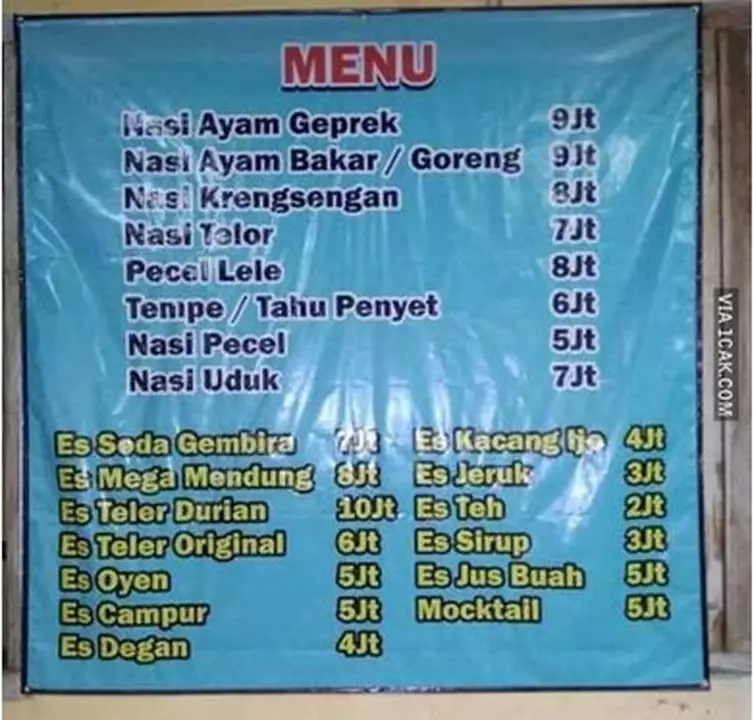 MENU
Nasi Ayam Geprek 9Jt
Nasi Ayam Bakar / Goreng 9Jt
Nasi Krengsengan 8Jt
Nasi Telor 7Jt
Pecel Lele 8Jt
Tempe / Tahu Penyet 6Jt
Nasi Pecel 5Jt
Nasi Uduk 7Jt
Es Soda Gembira 7Jt Es Kacang Ijo 4Jt
Es Mega Mendung 8Jt Es Jeruk 3Jt
Es Teler Durian 10Jt Es Teh 2Jt
Es Teler Original 6Jt Es Sirup 3Jt
Es Oyen 5Jt Es Jus Buah 5Jt
Es Campur 5Jt Mocktail 5Jt
Es Degan 4Jt
VIA 1CAK.COM